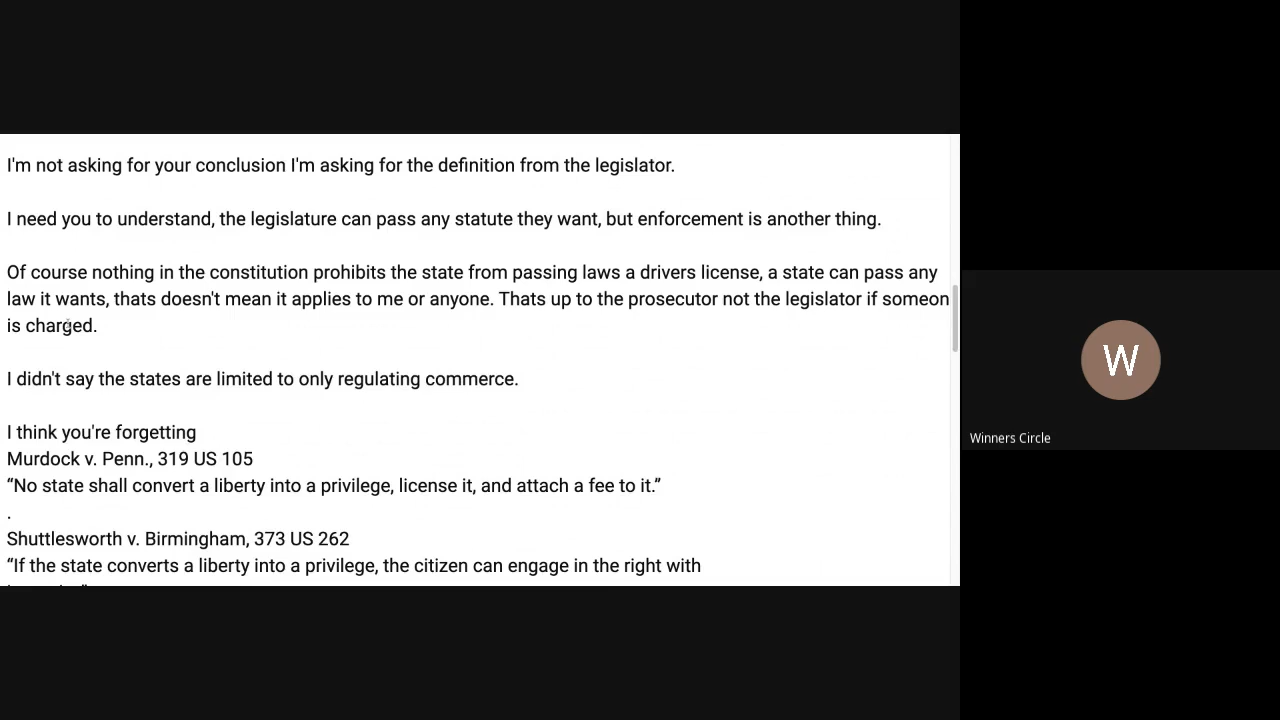 I'm not asking for your conclusion I'm asking for the definition from the legislator.
I need you to understand, the legislature can pass any statute they want, but enforcement is another thing.
Of course nothing in the constitution prohibits the state from passing laws a drivers license, a state can pass any
law it wants, thats doesn't mean it applies to me or anyone. Thats up to the prosecutor not the legislator if someon
is charged.
I didn't say the states are limited to only regulating commerce.
I think you're forgetting
Murdock v. Penn., 319 US 105
“No state shall convert a liberty into a privilege, license it, and attach a fee to it.”
.
Shuttlesworth v. Birmingham, 373 US 262
“If the state converts a liberty into a privilege, the citizen can engage in the right with
W
Winners Circle